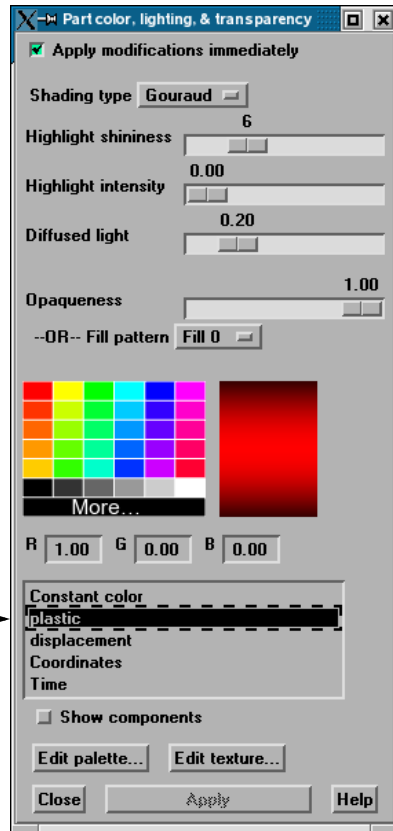 Part color, lighting, & transparency
Apply modifications immediately
Shading type Gouraud
6
Highlight shininess
0.00
Highlight intensity
0.20
Diffused light
1.00
Opaqueness
--OR-- Fill pattern Fill 0
More...
R 1.00 G 0.00 B 0.00
Constant color
plastic
displacement
Coordinates
Time
Show components
Edit palette... Edit texture...
Close Apply Help